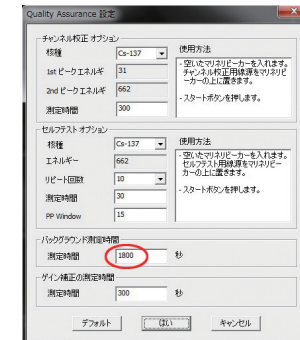 Quality Assurance 設定
チャンネル校正 オプション
核種 Cs-137
1st ピークエネルギ 31
2nd ピークエネルギ 662
測定時間 300
使用方法
- 空いたマリネリビーカーを入れます。
チャンネル校正用線源をマリネリビ
ーカーの上に置きます。
- スタートボタンを押します。
セルフテスト オプション
核種 Cs-137
エネルギー 662
リピート回数 10
測定時間 30
PP Window 15
使用方法
- 空いたマリネリビーカーを入れます。
セルフテスト用線源をマリネリビー
カーの上に置きます。
- スタートボタンを押します。
バックグラウンド測定時間
測定時間 1800 秒
ゲイン補正の測定時間
測定時間 300 秒
デフォルト はい キャンセル